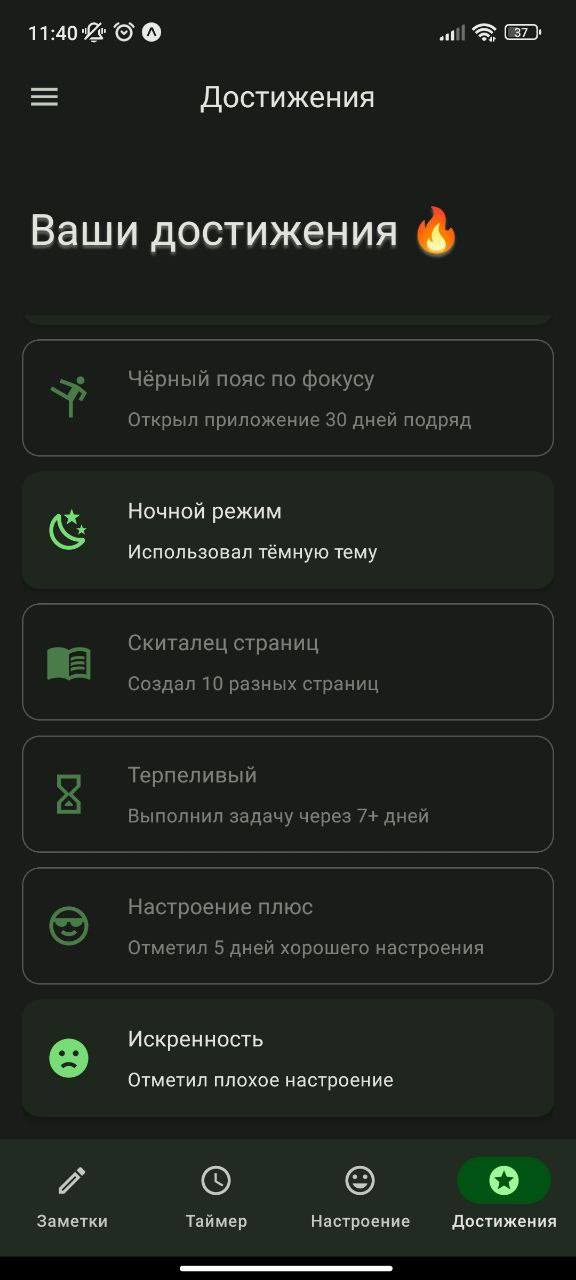 11:40
37
Достижения
Ваши достижения 🔥
Чёрный пояс по фокусу
Открыл приложение 30 дней подряд
Ночной режим
Использовал тёмную тему
Скиталец страниц
Создал 10 разных страниц
Терпеливый
Выполнил задачу через 7+ дней
Настроение плюс
Отметил 5 дней хорошего настроения
Искренность
Отметил плохое настроение
Заметки
Таймер
Настроение
Достижения